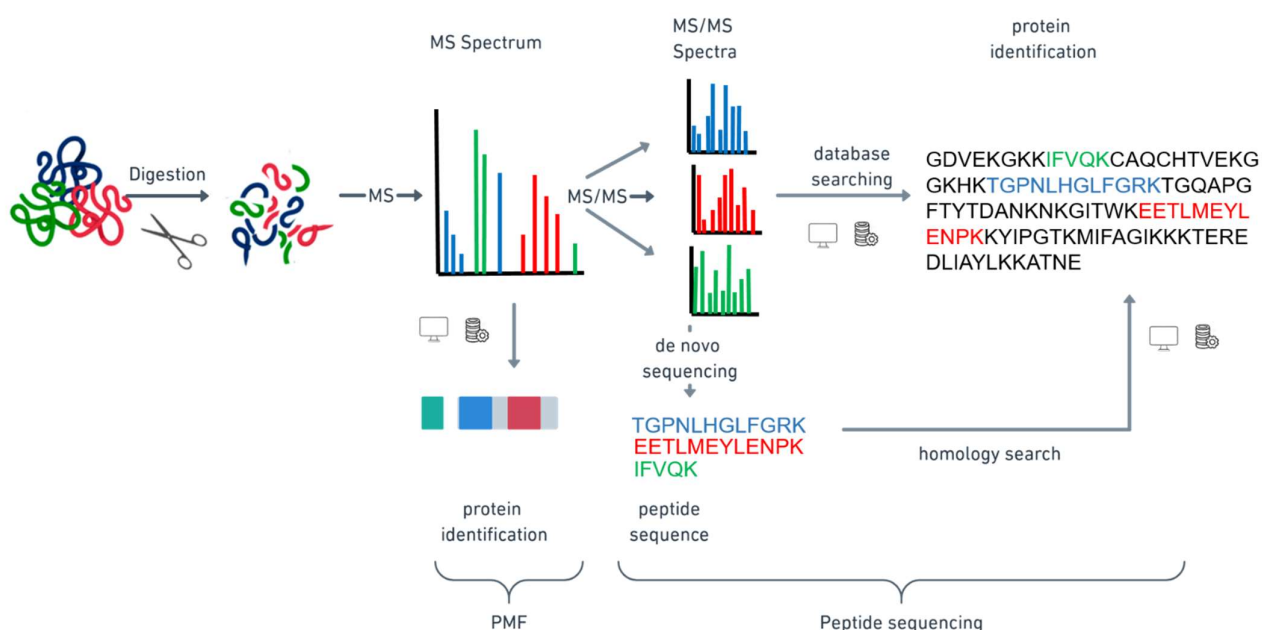 MS Spectrum
MS/MS
Spectra
protein
identification
Digestion
MS
MS/MS
database
searching
GDVEKGKKIFVQKCAQCHTVEKG
GKHKTGPNLHGLFGRKTGQAPG
FTYTDANKNKGITWKEETLMEYL
ENPKKYIPGTKMIFAGIKKKTERE
DLIAYLKKATNE
de novo
sequencing
TGPNLHGLFGRK
EETLMEYLENPK
IFVQK
homology search
protein
identification
peptide
sequence
PMF
Peptide sequencing